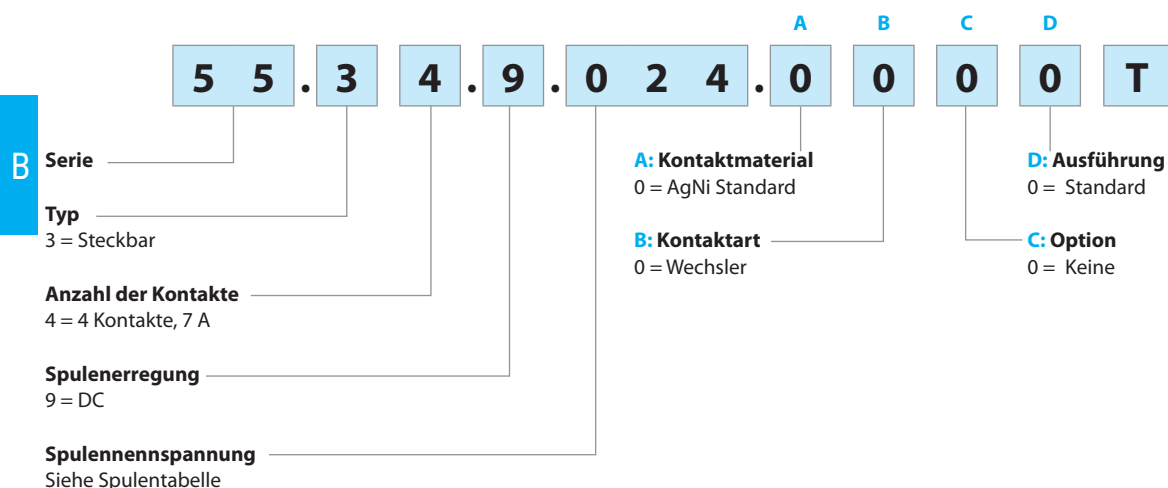 A B C D
5 5 . 3 4 . 9 . 0 2 4 . 0 0 0 0 T
B
Serie
Typ
3 = Steckbar
Anzahl der Kontakte
4 = 4 Kontakte, 7 A
Spulenerregung
9 = DC
Spulennennspannung
Siehe Spulentabelle
A: Kontaktmaterial
0 = AgNi Standard
B: Kontaktart
0 = Wechsler
D: Ausführung
0 = Standard
C: Option
0 = Keine